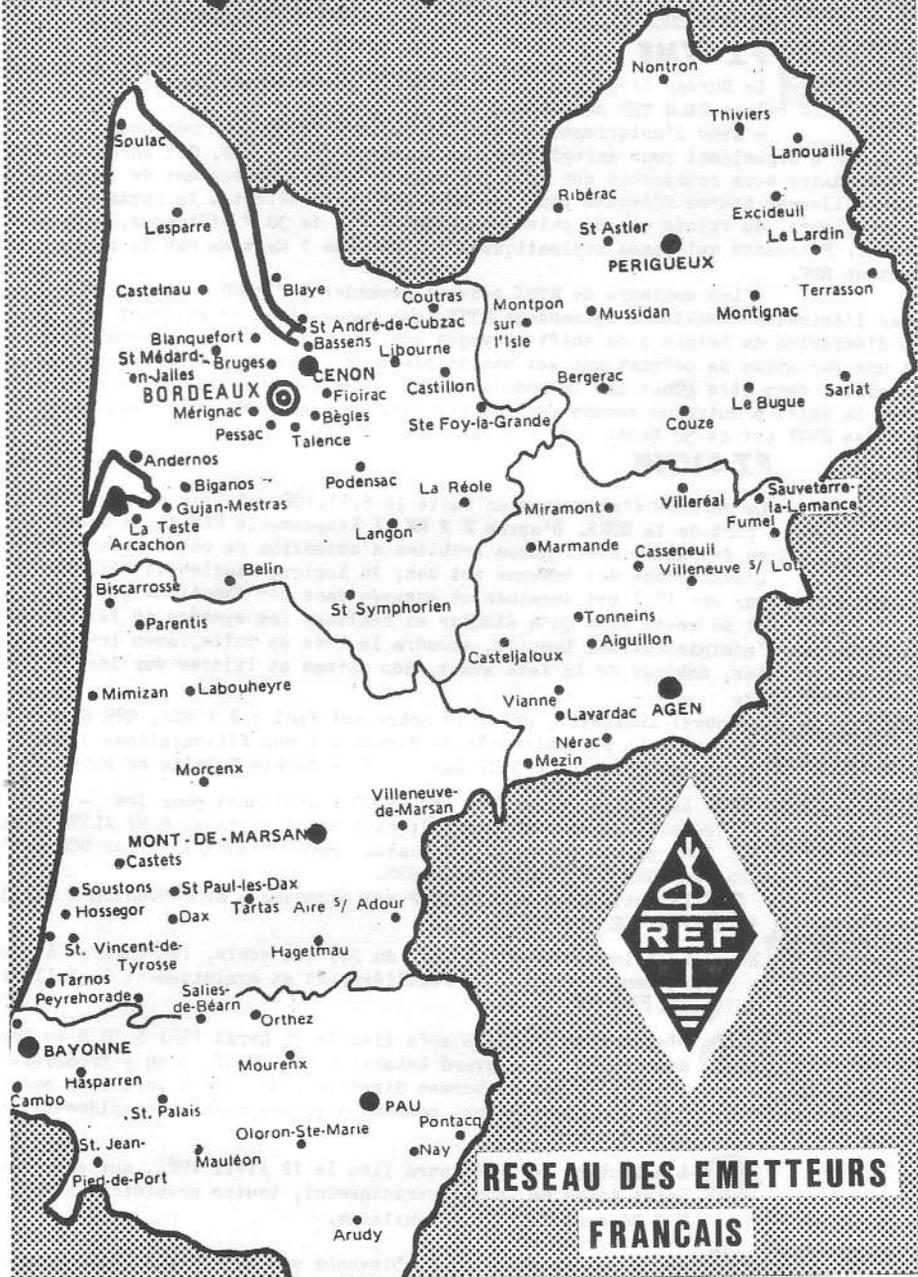 Nontron
Thiviers
Soulac
Lanouaille
Ribérac
Excideuil
Lesparre
St Astier
Le Lardin
PERIGUEUX
Castelnau
Blaye
Coutras
Montpon
sur
l'Isle
Terrasson
Mussidan
Montignac
St André-de-Cubzac
Blanquefort
Bassens
St Médard-
en-Jalles
Bruges
Libourne
CENON
Bergerac
BORDEAUX
Castillon
Sarlat
Floirac
Le Bugue
Mérignac
Bègles
Ste Foy-la-Grande
Couze
Pessac
Talence
Andernos
Podensac
La Réole
Biganos
Villeréal
Sauveterre-
la-Lemance
Gujan-Mestras
Miramont
La Teste
Langon
Fumel
Arcachon
Marmande
Casseneuil
Belin
Villeneuve s/ Lot
Biscarrosse
St Symphorien
Parentis
Tonneins
Aiguillon
Casteljaloux
Mimizan
Labouheyre
Vianne
AGEN
Lavardac
Nérac
Mezin
Morcenx
Villeneuve-
de-Marsan
MONT-DE-MARSAN
Castets
Soustons
St Paul-les-Dax
Hossegor
Dax
Tartas
Aire s/ Adour
St. Vincent-de-
Tyrosse
Hagetmau
Tarnos
Peyrehorade
Salies-
de-Béarn
Orthez
BAYONNE
Mourenx
Hasparren
Cambo
St. Palais
PAU
Pontacq
Oloron-Ste-Marie
St. Jean-
Pied-de-Port
Mauléon
Nay
Arudy
REF
RESEAU DES EMETTEURS
FRANCAIS